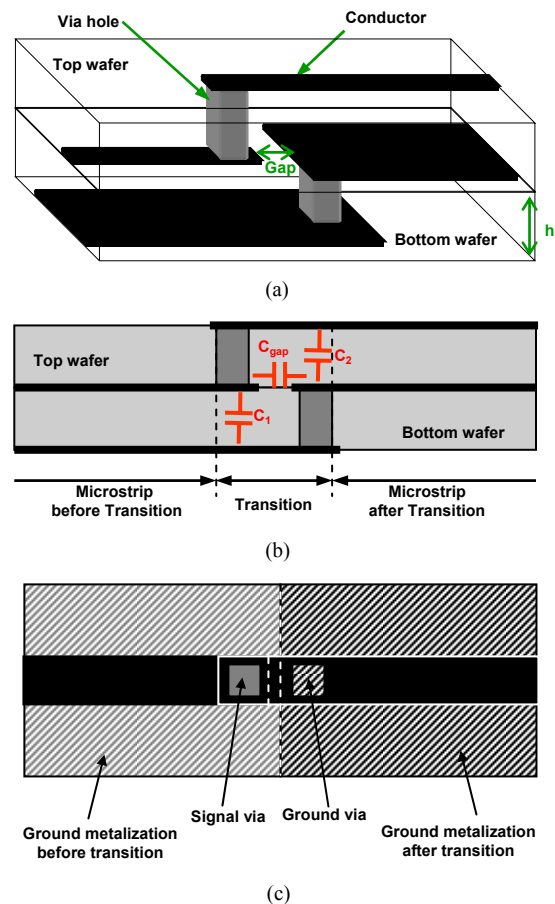 Via hole
Conductor
Top wafer
Gap
Bottom wafer
h
(a)
Top wafer
Cgap
C2
C1
Bottom wafer
Microstrip
before Transition
Transition
Microstrip
after Transition
(b)
Ground metalization
before transition
Signal via
Ground via
Ground metalization
after transition
(c)